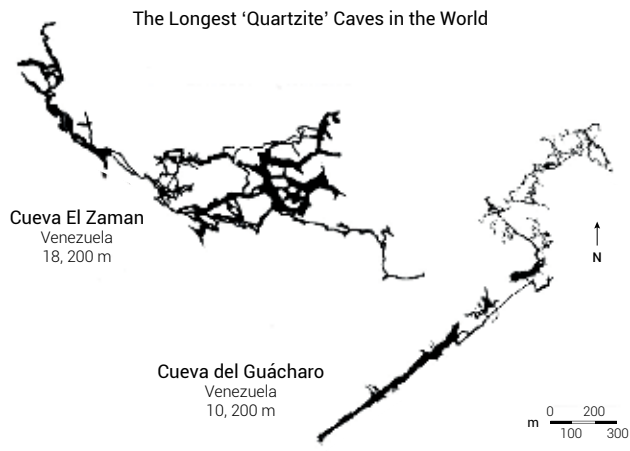 The Longest ‘Quartzite’ Caves in the World
Cueva El Zaman
Venezuela
18, 200 m
N
Cueva del Guácharo
Venezuela
10, 200 m
0 200
m
100 300